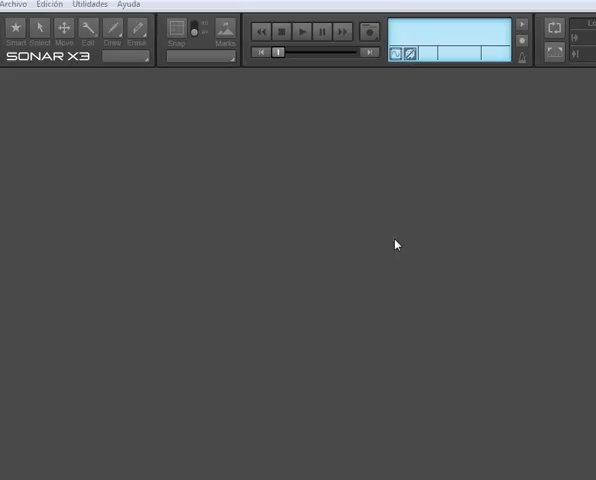 Archivo Edición Utilidades Ayuda
Smart Select Move Edit Draw Erase
Snap Marks
SONAR X3